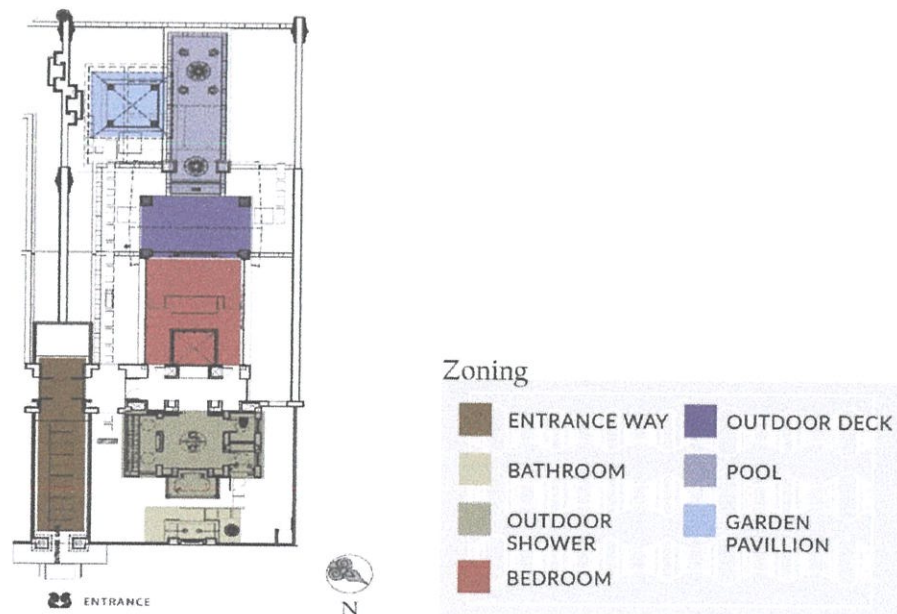 Zoning
ENTRANCE WAY
BATHROOM
OUTDOOR
SHOWER
BEDROOM
OUTDOOR DECK
POOL
GARDEN
PAVILLION
ENTRANCE
N